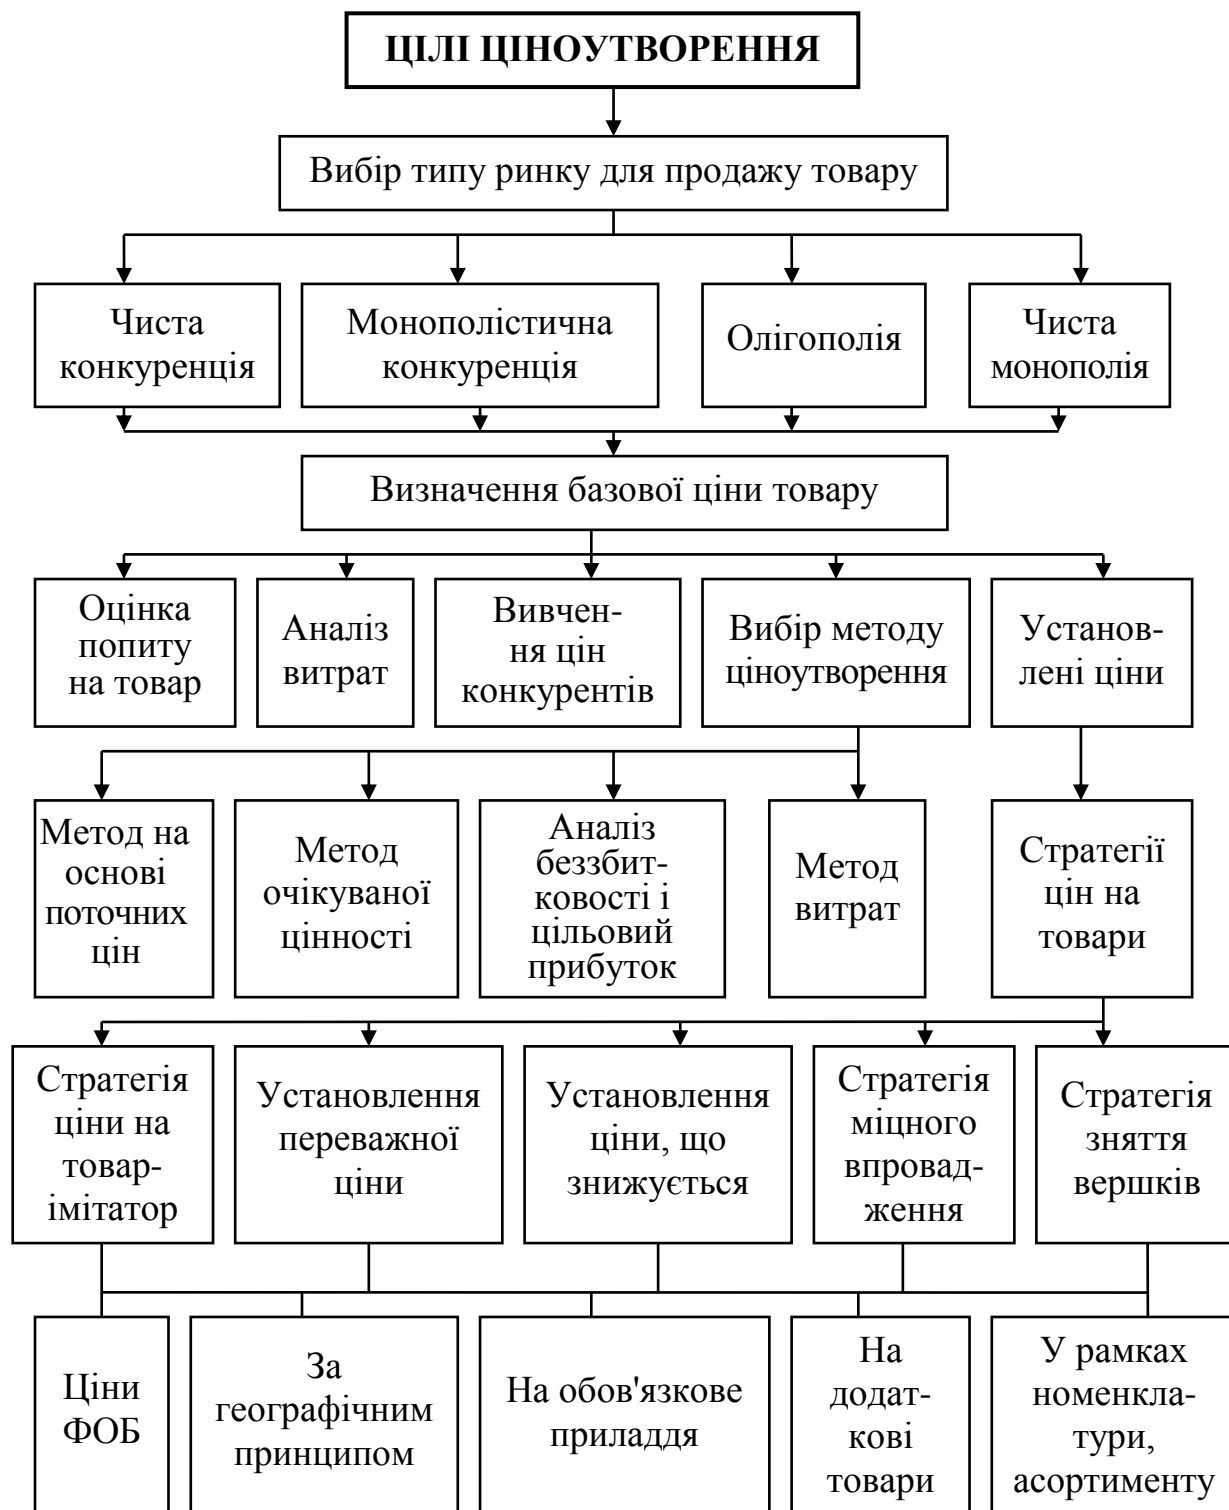 ЦІЛІ ЦІНОУТВОРЕННЯ
Вибір типу ринку для продажу товару
Чиста
конкуренція
Монополістична
конкуренція
Олігополія
Чиста
монополія
Визначення базової ціни товару
Оцінка
попиту
на товар
Аналіз
витрат
Вивчен-
ня цін
конкурентів
Вибір методу
ціноутворення
Установ-
лені ціни
Метод на
основі
поточних
цін
Метод
очікуваної
цінності
Аналіз
беззбит-
ковості і
цільовий
прибуток
Метод
витрат
Стратегії
цін на
товари
Стратегія
ціни на
товар-
імітатор
Установлення
переважної
ціни
Установлення
ціни, що
знижується
Стратегія
міцного
впровад-
ження
Стратегія
зняття
вершків
Ціни
ФОБ
За
географічним
принципом
На обов'язкове
приладдя
На
додат-
кові
товари
У рамках
номенкла-
тури,
асортименту